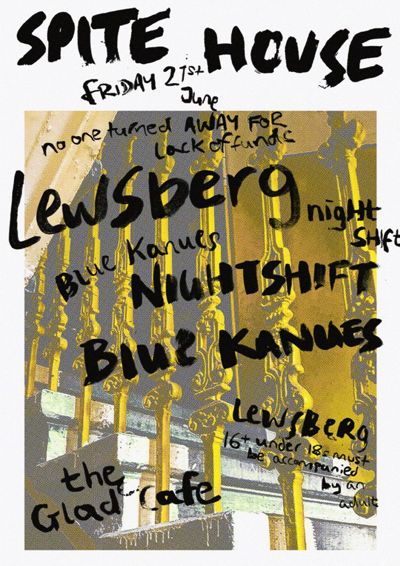 SPITE HOUSE
FRIDAY 21st
June
no one turned AWAY FOR
Lack of funds
Lewsberg
night
SHift
Blue Kanues
NIGHTSHIFT
Blue KANUES
LEWSBERG
16+ under 18s must
be accompanied
by an
adult
the
Glad Cafe